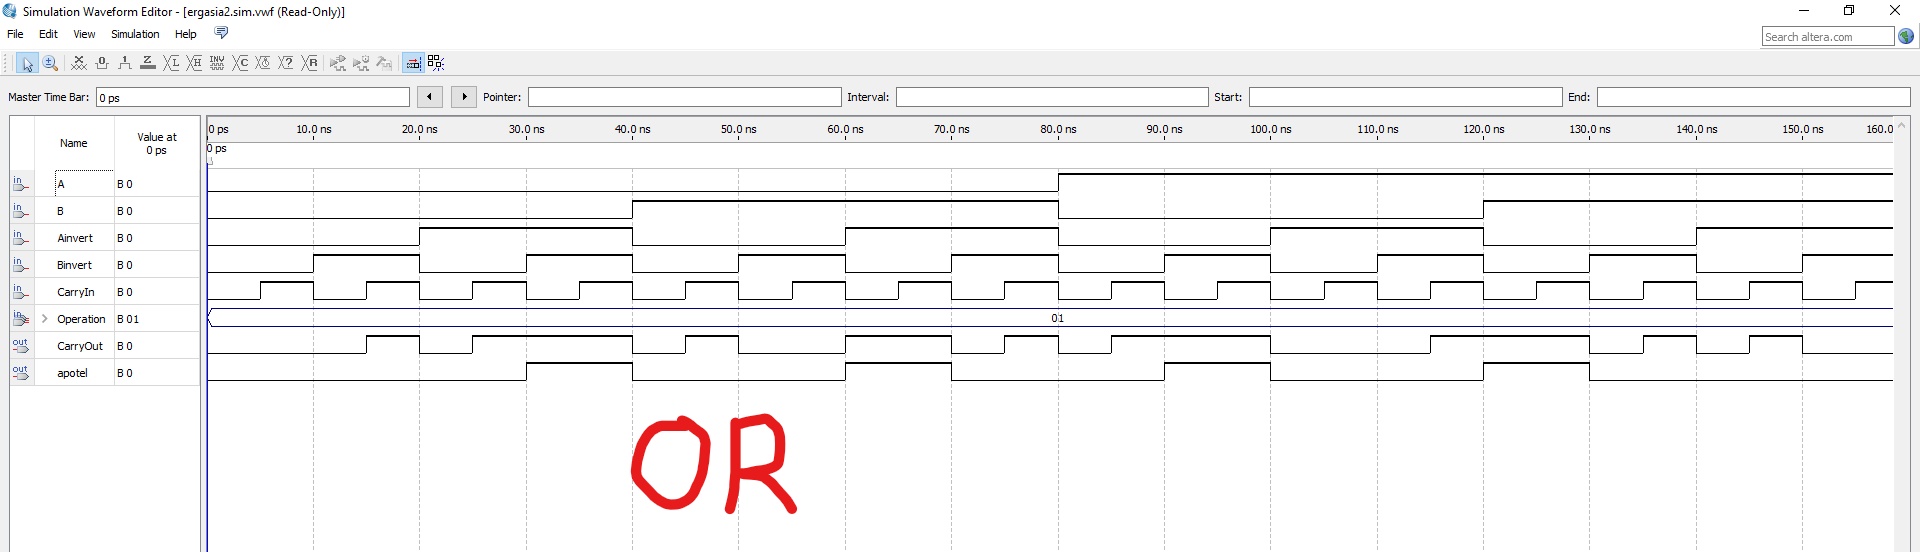 Simulation Waveform Editor - [ergasia2.sim.vwf (Read-Only)]
File Edit View Simulation Help
Search altera.com
Master Time Bar: 0 ps Pointer: Interval: Start: End:
Name Value at 0 ps
0 ps 10.0 ns 20.0 ns 30.0 ns 40.0 ns 50.0 ns 60.0 ns 70.0 ns 80.0 ns 90.0 ns 100.0 ns 110.0 ns 120.0 ns 130.0 ns 140.0 ns 150.0 ns 160.0
0 ps
in A B 0
in B B 0
in Ainvert B 0
in Binvert B 0
in CarryIn B 0
in Operation B 01 01
out CarryOut B 0
out apotel B 0
OR